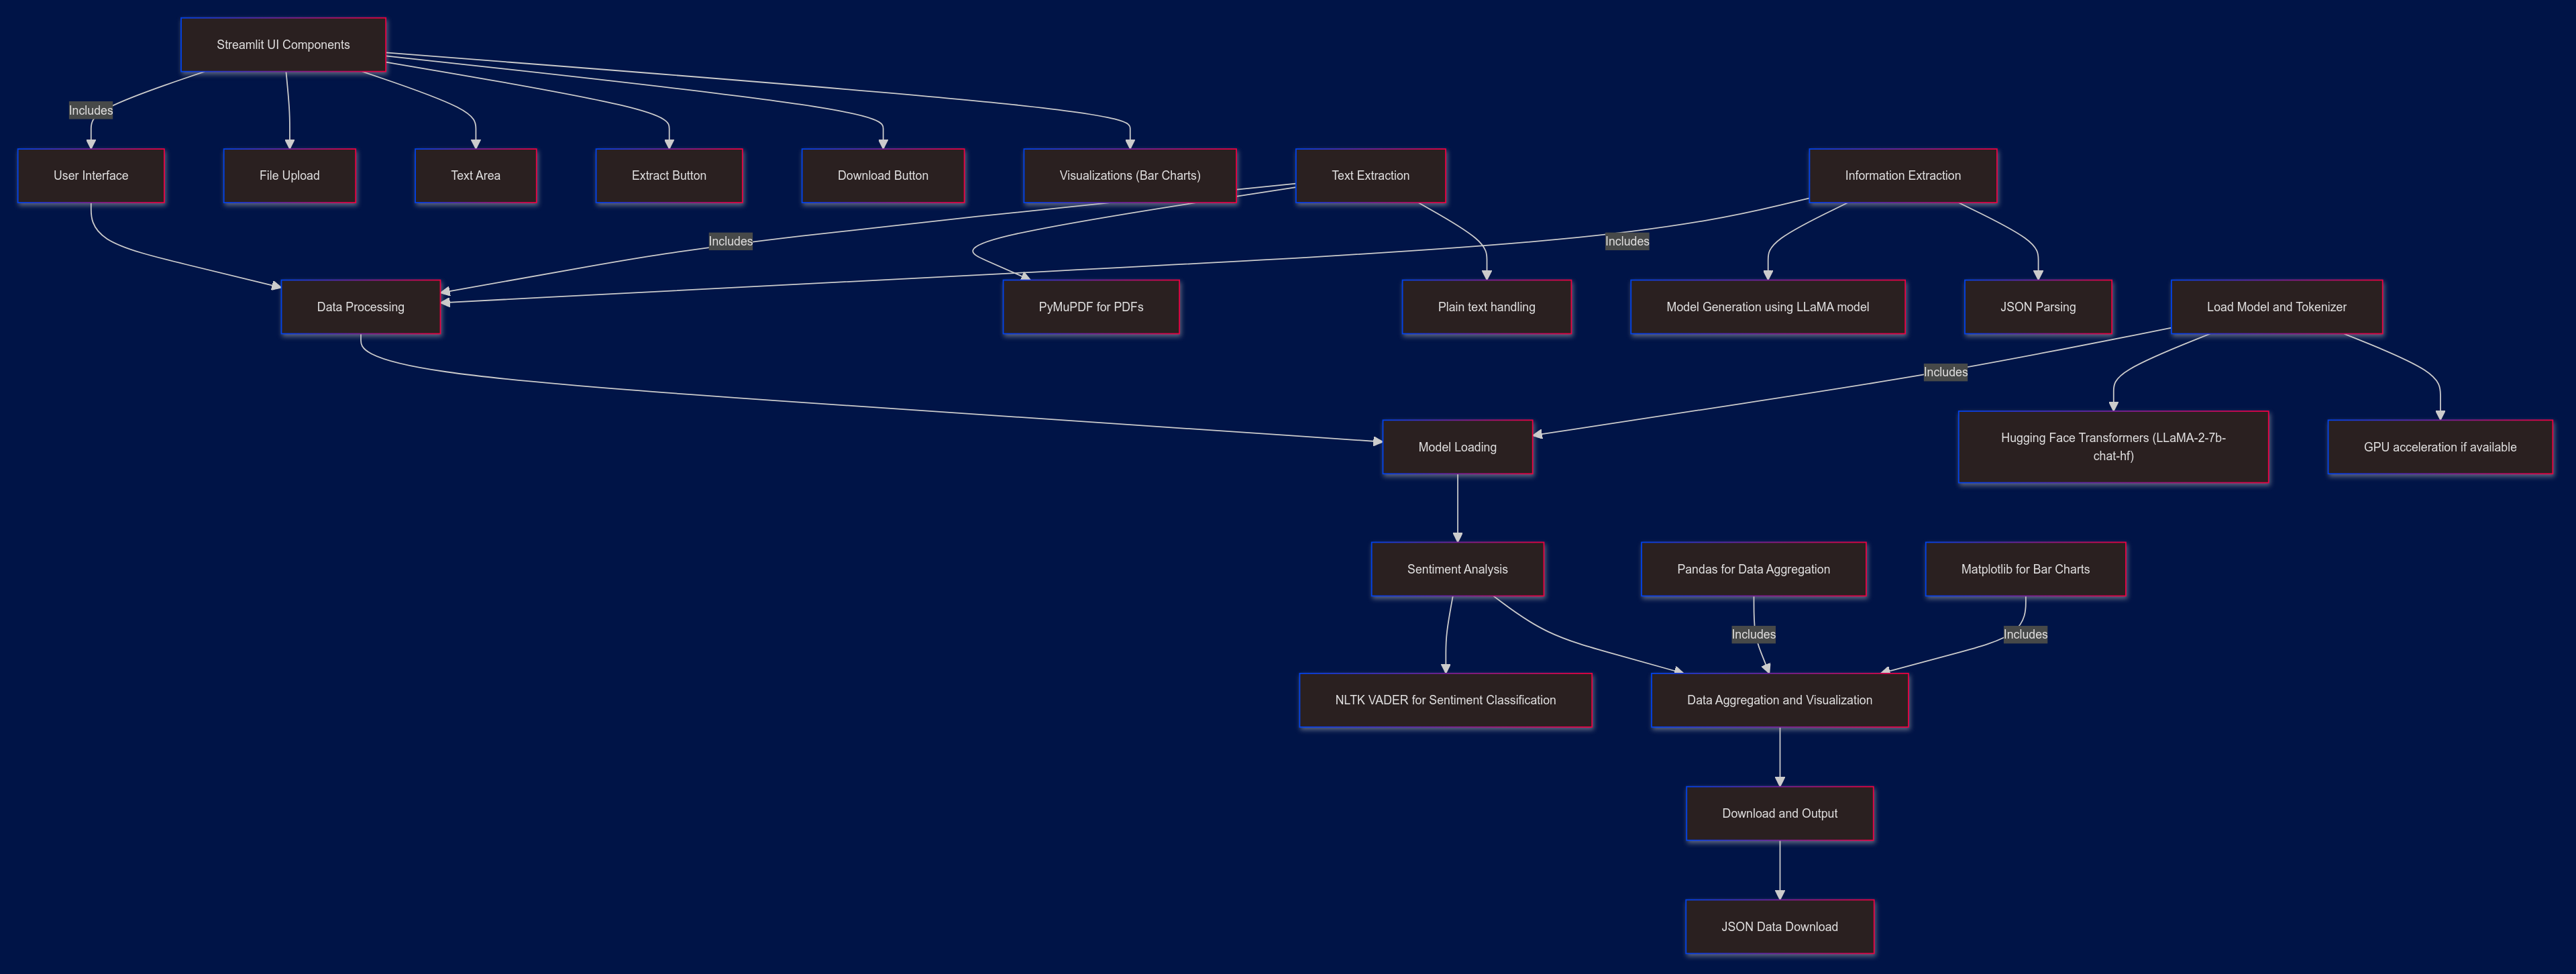 Streamlit UI Components
Includes
User Interface
File Upload
Text Area
Extract Button
Download Button
Visualizations (Bar Charts)
Text Extraction
Information Extraction
Includes
Includes
Data Processing
PyMuPDF for PDFs
Plain text handling
Model Generation using LLaMA model
JSON Parsing
Load Model and Tokenizer
Includes
Model Loading
Hugging Face Transformers (LLaMA-2-7b-
chat-hf)
GPU acceleration if available
Sentiment Analysis
Pandas for Data Aggregation
Matplotlib for Bar Charts
Includes
Includes
NLTK VADER for Sentiment Classification
Data Aggregation and Visualization
Download and Output
JSON Data Download